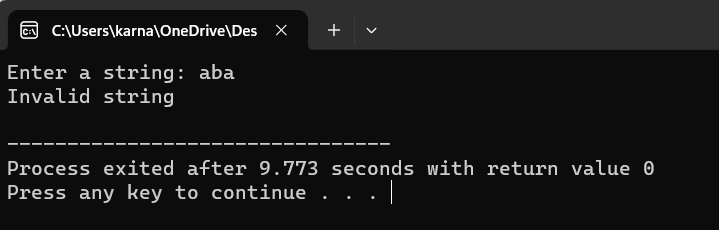 C:\Users\karna\OneDrive\Des
Enter a string: aba
Invalid string
--------------------------------
Process exited after 9.773 seconds with return value 0
Press any key to continue . . .